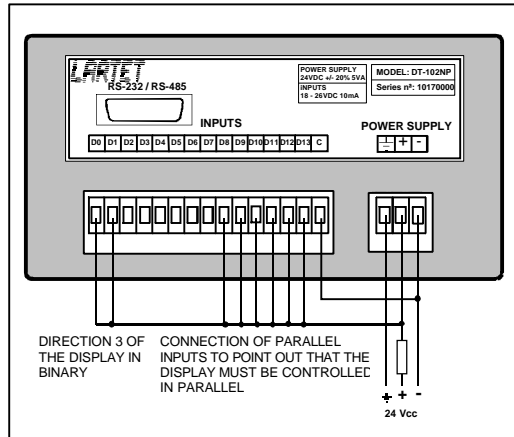 LARTET
RS-232 / RS-485
INPUTS
POWER SUPPLY
24VDC +/- 20% 5VA
INPUTS
18 - 26VDC 10mA
MODEL: DT-102NP
Series nº: 10170000
POWER SUPPLY
+ -
D0 D1 D2 D3 D4 D5 D6 D7 D8 D9 D10 D11 D12 D13 C
DIRECTION 3 OF
THE DISPLAY IN
BINARY
CONNECTION OF PARALLEL
INPUTS TO POINT OUT THAT THE
DISPLAY MUST BE CONTROLLED
IN PARALLEL
+ -
24 Vcc